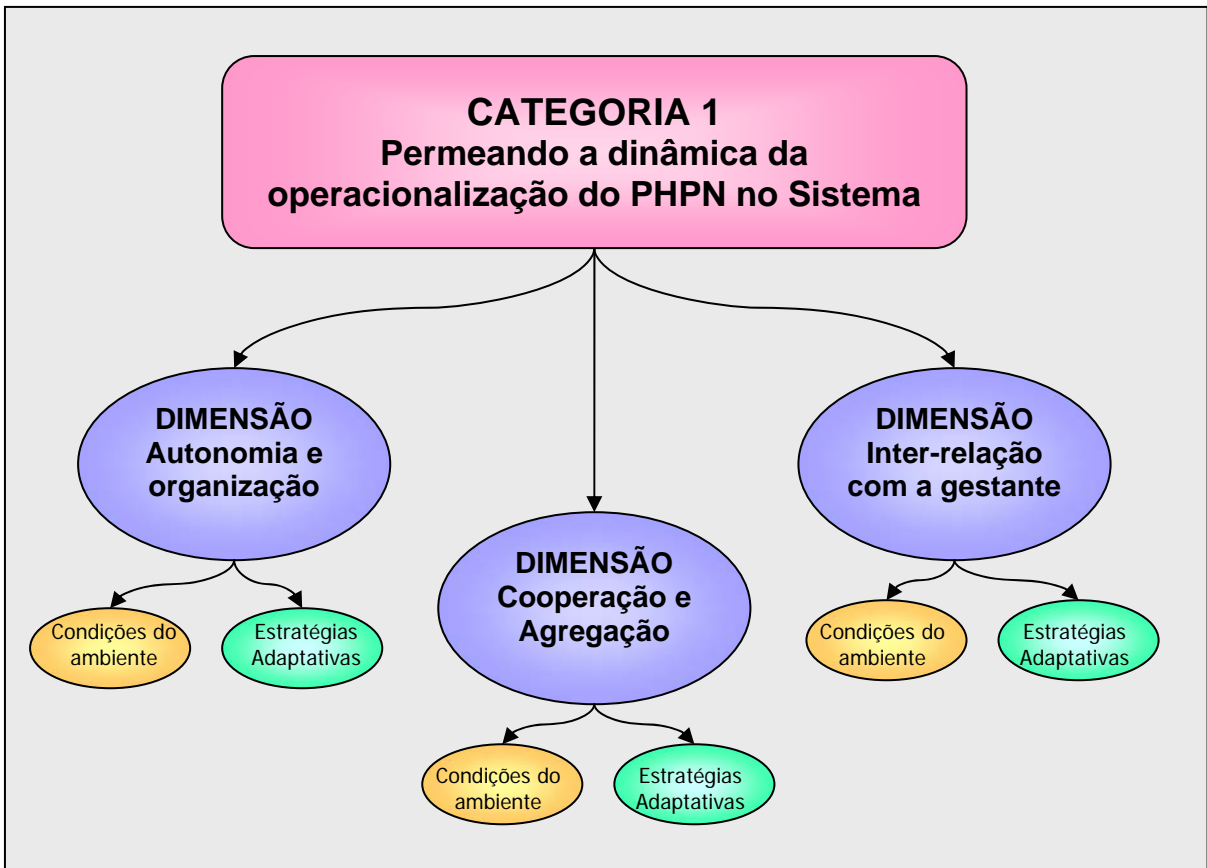 CATEGORIA 1
Permeando a dinâmica da
operacionalização do PHPN no Sistema
DIMENSÃO
Autonomia e
organização
Condições do
ambiente
Estratégias
Adaptativas
DIMENSÃO
Cooperação e
Agregação
Condições do
ambiente
Estratégias
Adaptativas
DIMENSÃO
Inter-relação
com a gestante
Condições do
ambiente
Estratégias
Adaptativas